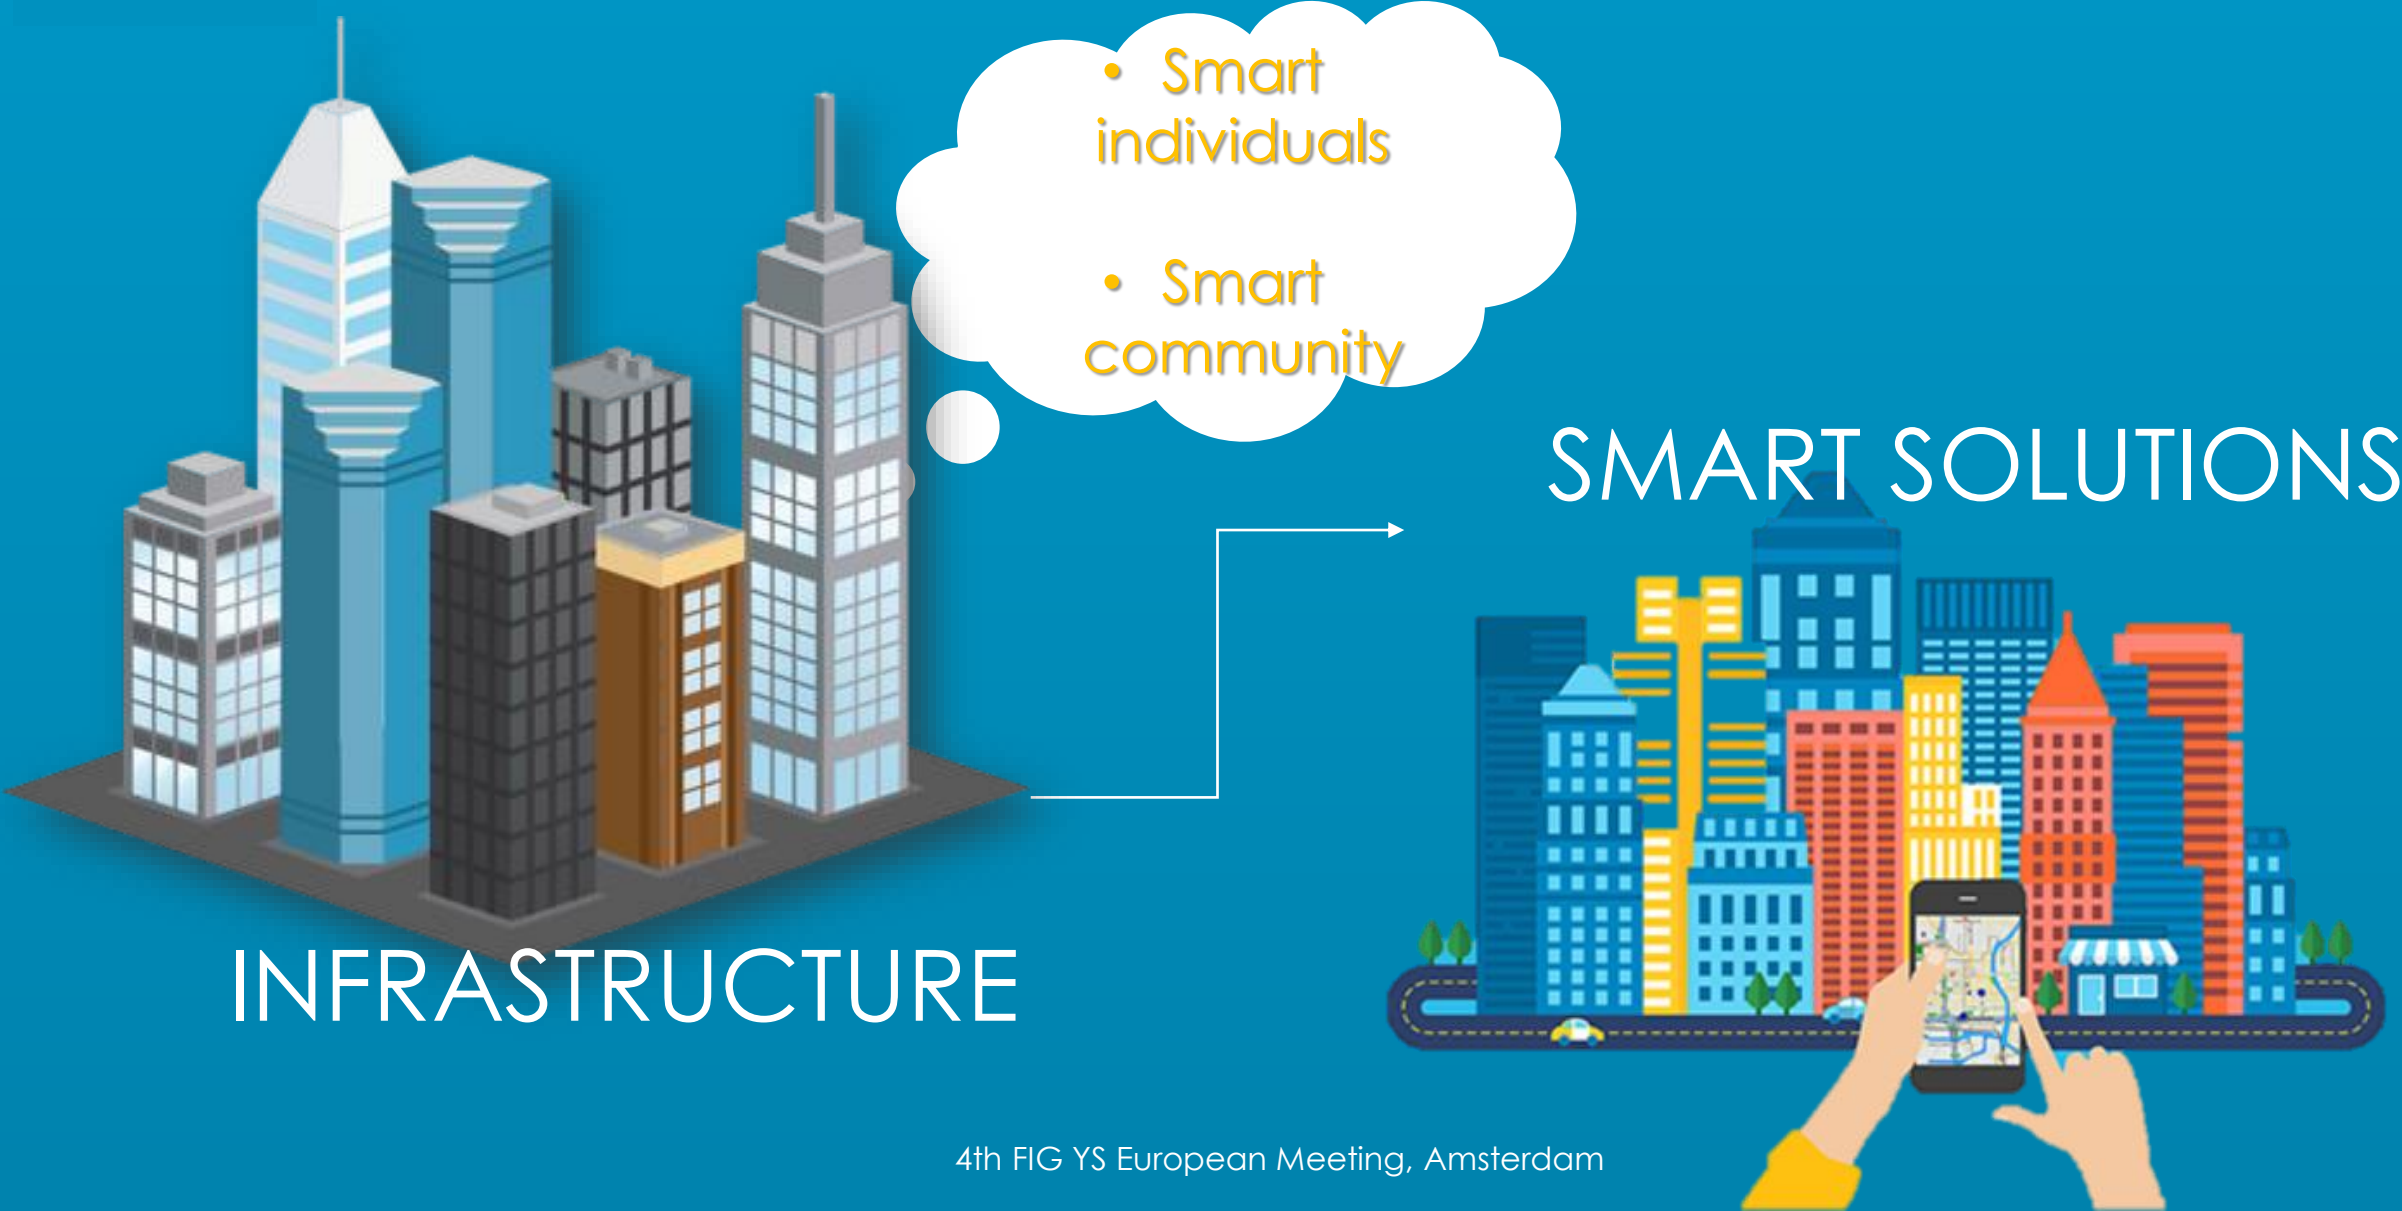 • Smart
individuals
• Smart
community
SMART SOLUTIONS
INFRASTRUCTURE
4th FIG YS European Meeting, Amsterdam